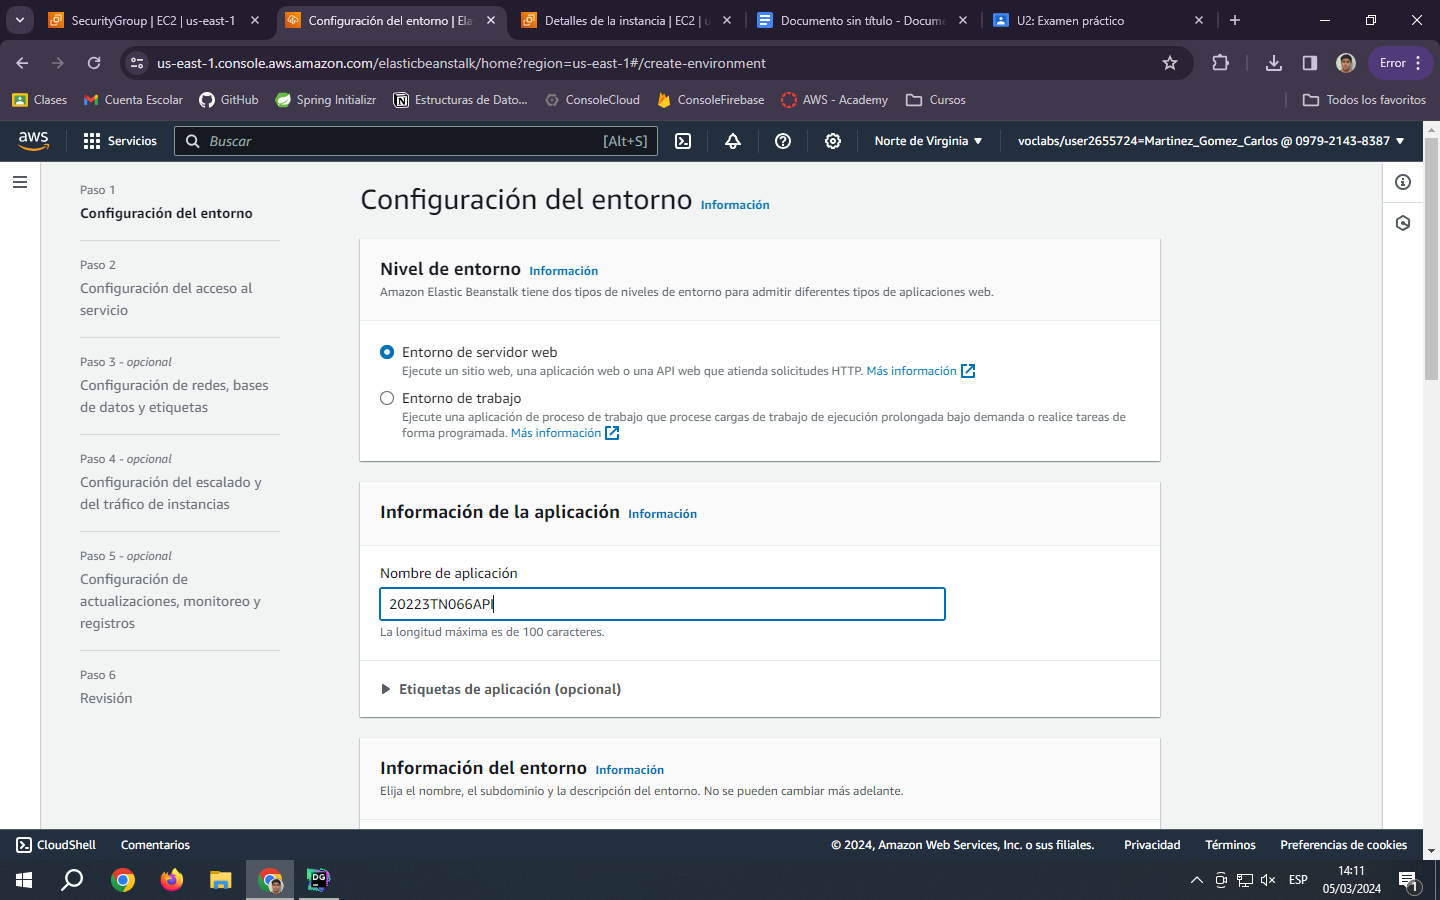 SecurityGroup | EC2 | us-east-1
Configuración del entorno | Ela
Detalles de la instancia | EC2 | u
Documento sin título - Docume
U2: Examen práctico
us-east-1.console.aws.amazon.com/elasticbeanstalk/home?region=us-east-1#/create-environment
Error
Clases
Cuenta Escolar
GitHub
Spring Initializr
Estructuras de Dato...
ConsoleCloud
ConsoleFirebase
AWS - Academy
Cursos
Todos los favoritos
aws
Servicios
Buscar
[Alt+S]
Norte de Virginia
voclabs/user2655724=Martinez_Gomez_Carlos @ 0979-2143-8387
Paso 1
Configuración del entorno
Paso 2
Configuración del acceso al
servicio
Paso 3 - opcional
Configuración de redes, bases
de datos y etiquetas
Paso 4 - opcional
Configuración del escalado y
del tráfico de instancias
Paso 5 - opcional
Configuración de
actualizaciones, monitoreo y
registros
Paso 6
Revisión
Configuración del entorno Información
Nivel de entorno Información
Amazon Elastic Beanstalk tiene dos tipos de niveles de entorno para admitir diferentes tipos de aplicaciones web.
Entorno de servidor web
Ejecute un sitio web, una aplicación web o una API web que atienda solicitudes HTTP. Más información
Entorno de trabajo
Ejecute una aplicación de proceso de trabajo que procese cargas de trabajo de ejecución prolongada bajo demanda o realice tareas de
forma programada. Más información
Información de la aplicación Información
Nombre de aplicación
20223TN066API
La longitud máxima es de 100 caracteres.
Etiquetas de aplicación (opcional)
Información del entorno Información
Elija el nombre, el subdominio y la descripción del entorno. No se pueden cambiar más adelante.
CloudShell
Comentarios
© 2024, Amazon Web Services, Inc. o sus filiales.
Privacidad
Términos
Preferencias de cookies
DG
ESP
14:11
05/03/2024
1